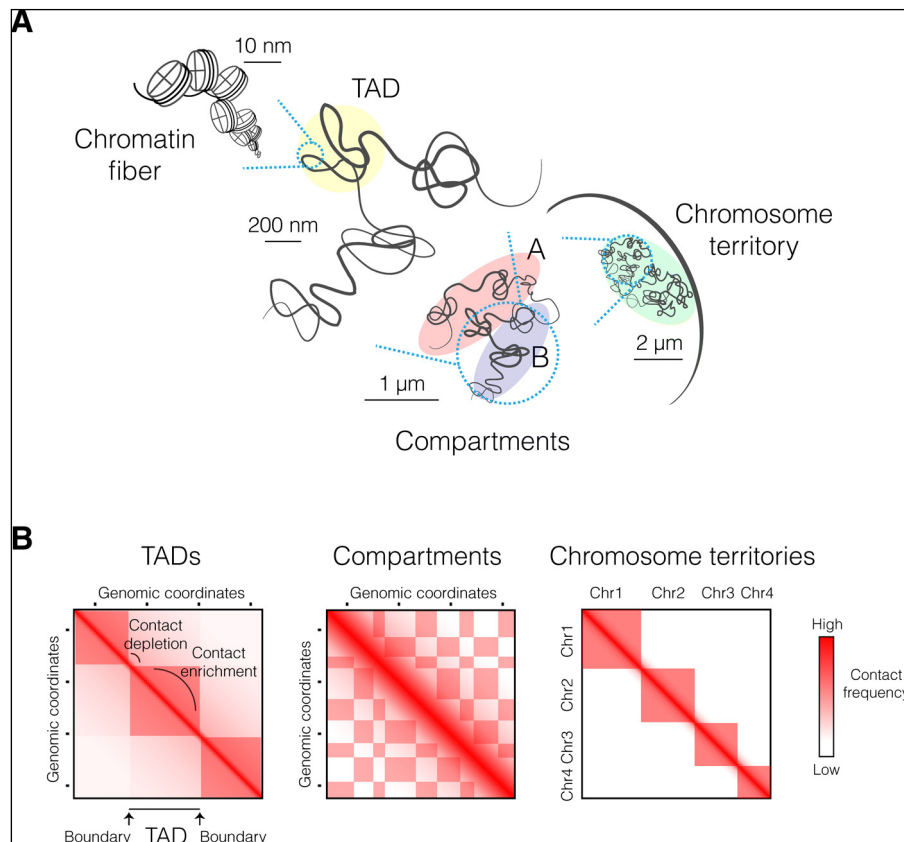 A
10 nm
TAD
Chromatin
fiber
200 nm
Chromosome
territory
A
B
2 μm
1 μm
Compartments
B
TADs
Genomic coordinates
Genomic coordinates
Contact
depletion
Contact
enrichment
Boundary
TAD
Boundary
Compartments
Genomic coordinates
Genomic coordinates
Chromosome territories
Chr1 Chr2 Chr3 Chr4
Chr1
Chr2
Chr3
Chr4
High
Contact
frequency
Low